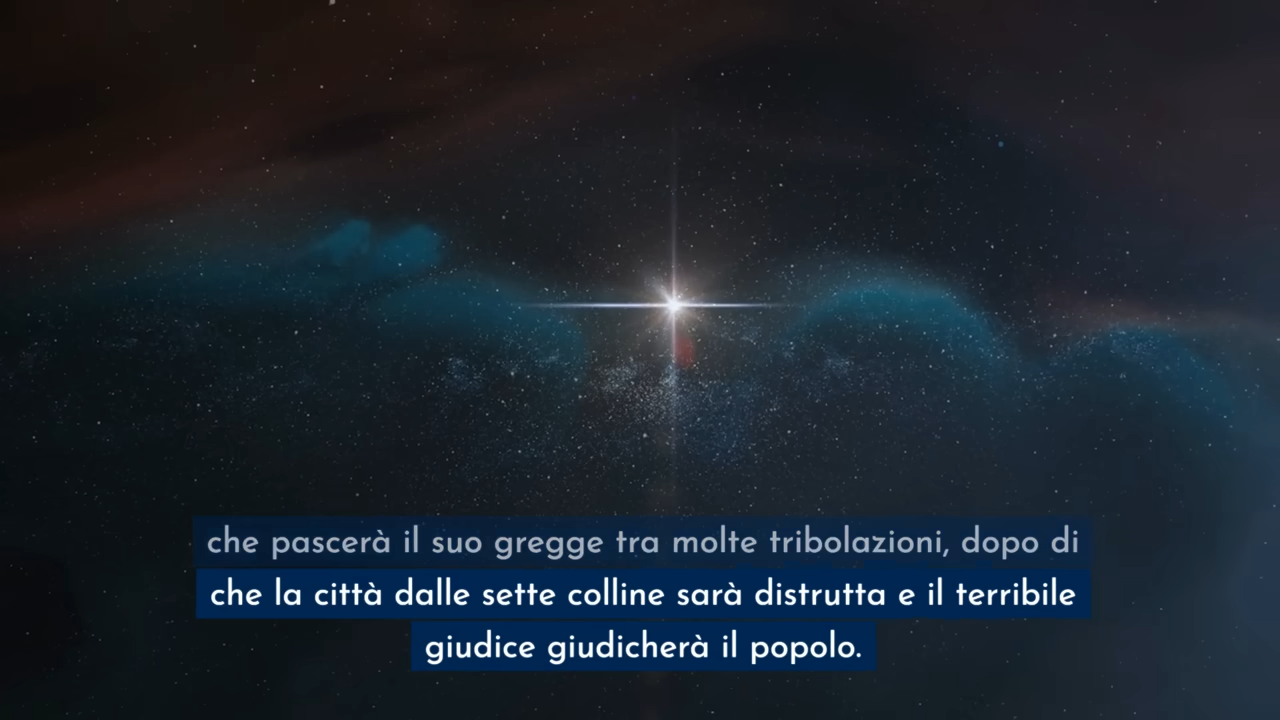 che pascerà il suo gregge tra molte tribolazioni, dopo di
che la città dalle sette colline sarà distrutta e il terribile
giudice giudicherà il popolo.